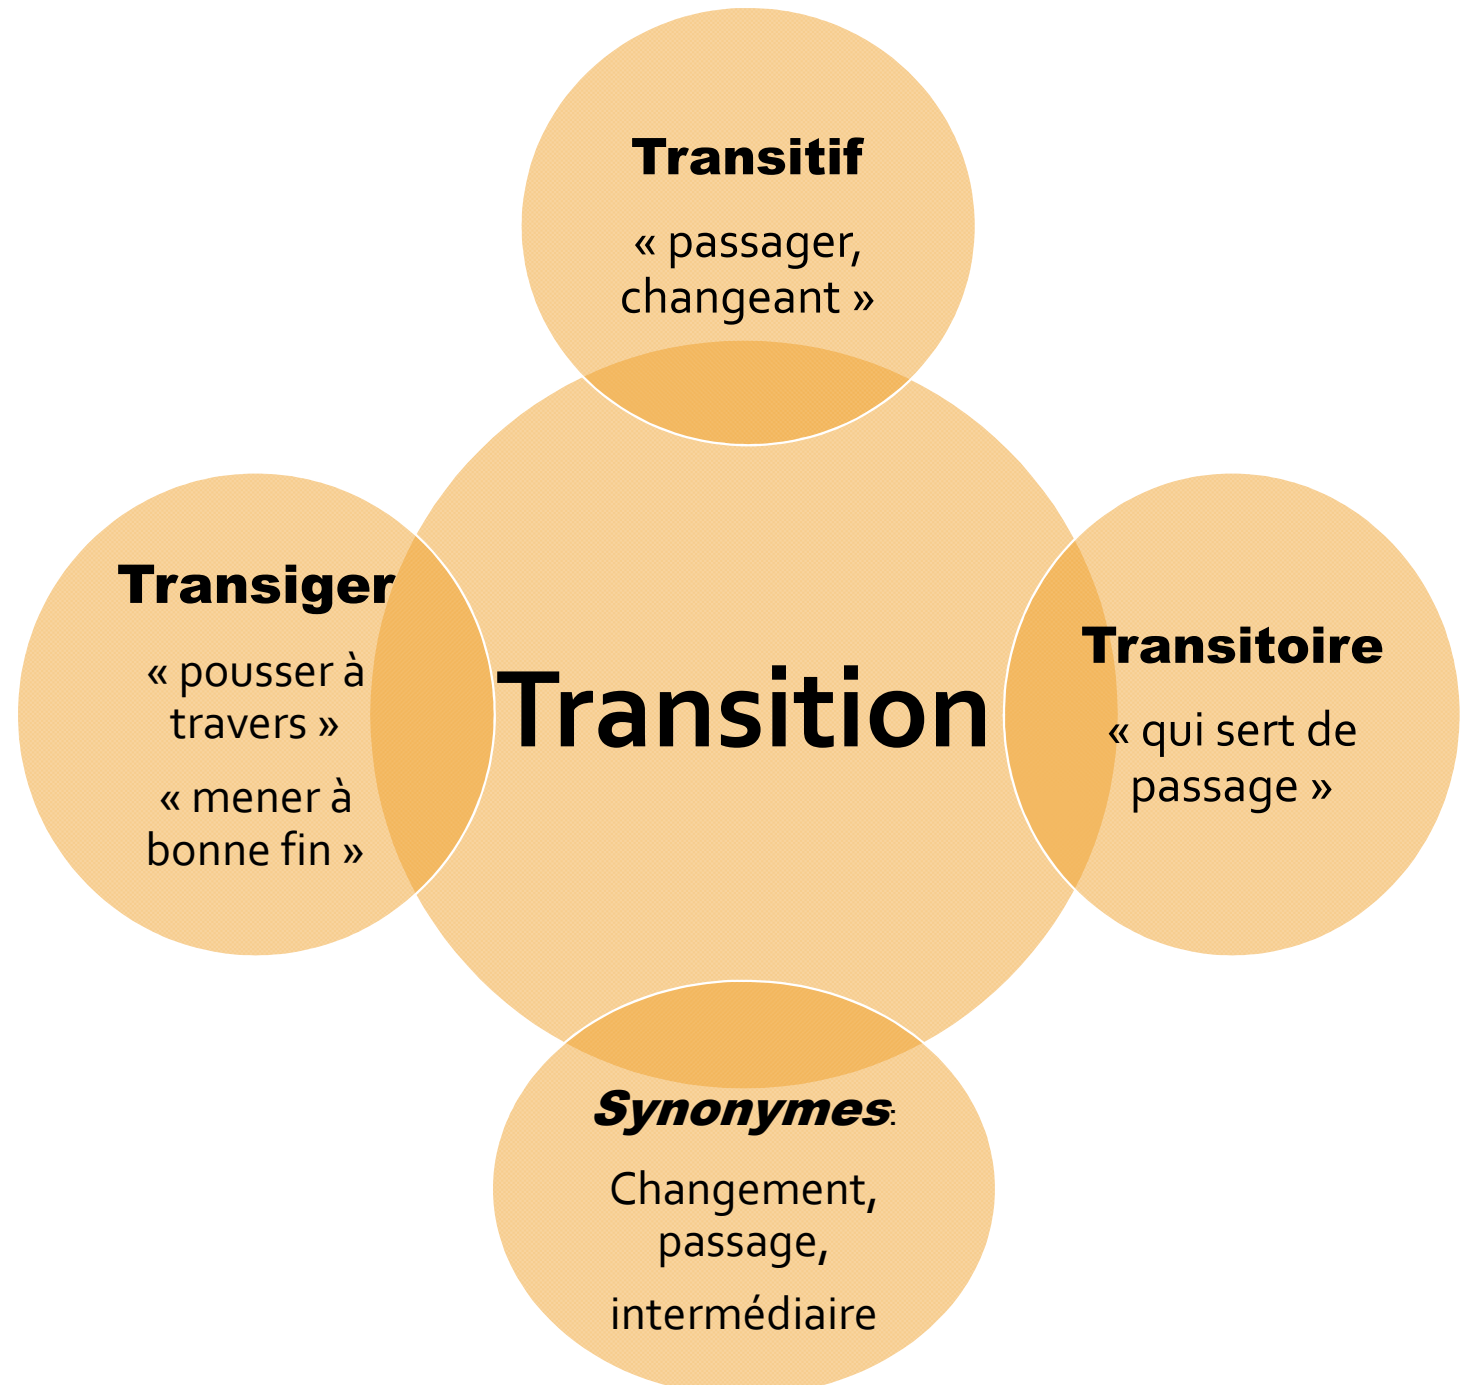 Transitif
« passager,
changeant »
Transiger
« pousser à
travers »
« mener à
bonne fin »
Transition
Transitoire
« qui sert de
passage »
Synonymes:
Changement,
passage,
intermédiaire